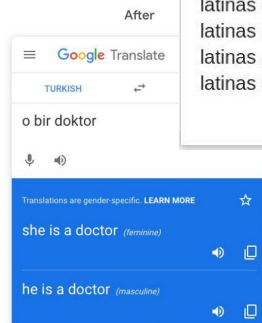 After
latinas
latinas
latinas
latinas
Google Translate
TURKISH
o bir doktor
Translations are gender-specific. LEARN MORE
she is a doctor (feminine)
he is a doctor (masculine)